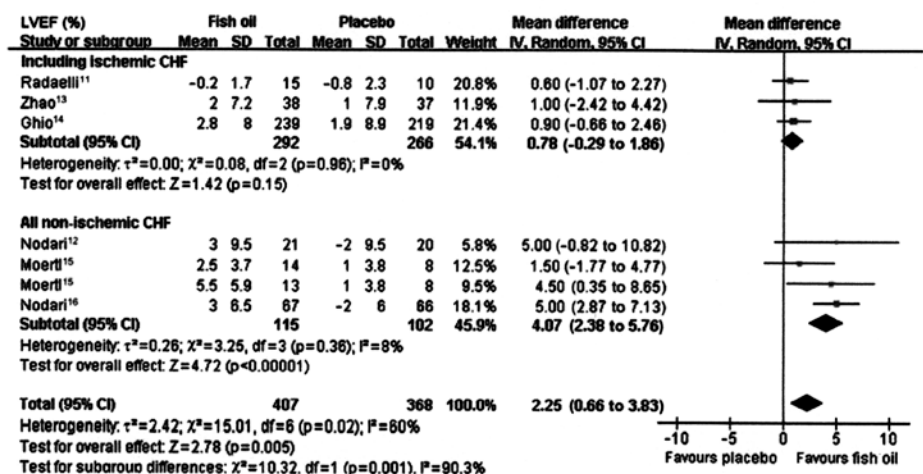 LVEF (%) Fish oil Placebo Mean difference Mean difference
Study or subgroup Mean SD Total Mean SD Total Weight IV, Random, 95% CI IV, Random, 95% CI
Including ischemic CHF
Radaelli¹¹ −0.2 1.7 15 −0.8 2.3 10 20.8% 0.60 (−1.07 to 2.27)
Zhao¹³ 2 7.2 38 1 7.9 37 11.9% 1.00 (−2.42 to 4.42)
Ghio¹⁴ 2.8 8 239 1.9 8.9 219 21.4% 0.90 (−0.66 to 2.46)
Subtotal (95% CI) 292 266 54.1% 0.78 (−0.29 to 1.86)
Heterogeneity: τ²=0.00; χ²=0.08, df=2 (p=0.96); I²=0%
Test for overall effect: Z=1.42 (p=0.15)
All non-ischemic CHF
Nodari¹² 3 9.5 21 −2 9.5 20 5.8% 5.00 (−0.82 to 10.82)
Moertl¹⁵ 2.5 3.7 14 1 3.8 8 12.5% 1.50 (−1.77 to 4.77)
Moertl¹⁵ 5.5 5.9 13 1 3.8 8 9.5% 4.50 (0.35 to 8.65)
Nodari¹⁶ 3 6.5 67 −2 6 66 18.1% 5.00 (2.87 to 7.13)
Subtotal (95% CI) 115 102 45.9% 4.07 (2.38 to 5.76)
Heterogeneity: τ²=0.26; χ²=3.25, df=3 (p=0.36); I²=8%
Test for overall effect: Z=4.72 (p<0.00001)
Total (95% CI) 407 368 100.0% 2.25 (0.66 to 3.83)
Heterogeneity: τ²=2.42; χ²=15.01, df=6 (p=0.02); I²=60%
Test for overall effect: Z=2.78 (p=0.005)
Test for subgroup differences: χ²=10.32, df=1 (p=0.001), I²=90.3%
−10 −5 0 5 10
Favours placebo Favours fish oil